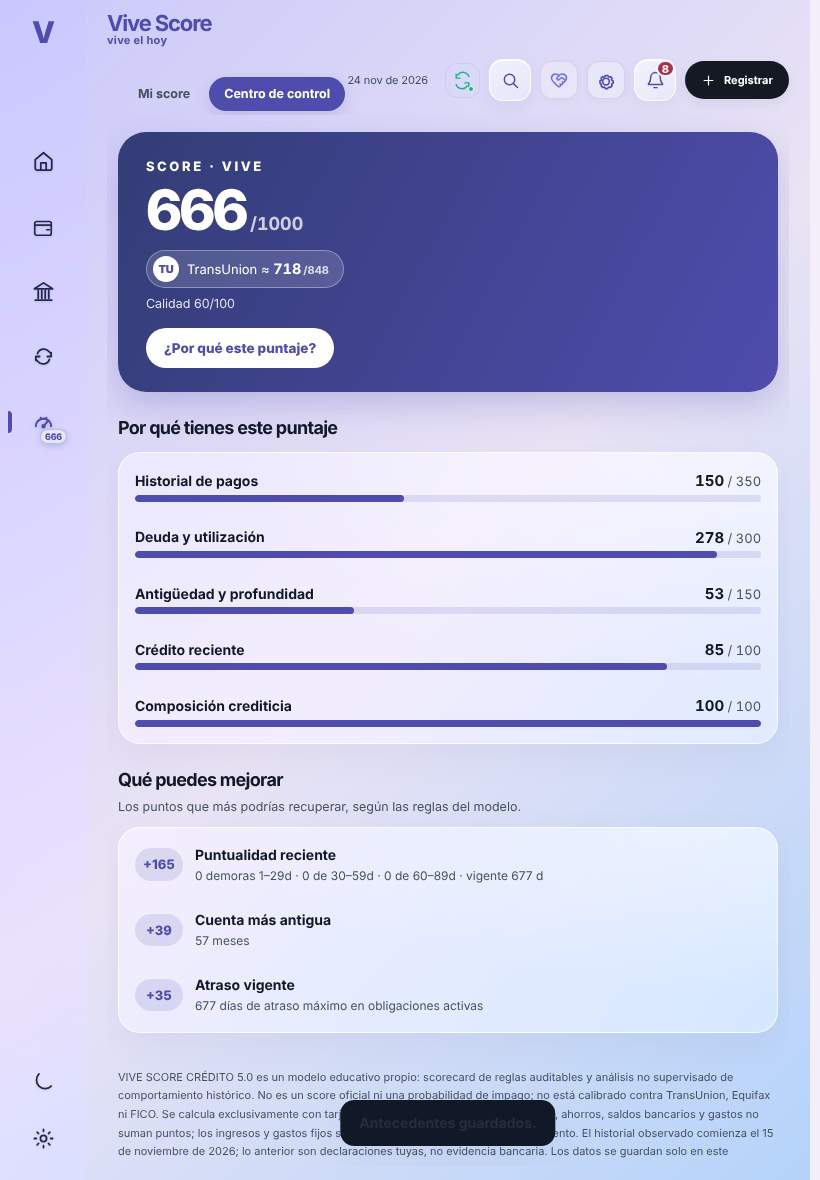 V
Vive Score
vive el hoy
Mi score
Centro de control
24 nov de 2026
8
+ Registrar
666
SCORE · VIVE
666/1000
TU TransUnion ≈ 718/848
Calidad 60/100
¿Por qué este puntaje?
Por qué tienes este puntaje
Historial de pagos 150 / 350
Deuda y utilización 278 / 300
Antigüedad y profundidad 53 / 150
Crédito reciente 85 / 100
Composición crediticia 100 / 100
Qué puedes mejorar
Los puntos que más podrías recuperar, según las reglas del modelo.
+165 Puntualidad reciente
0 demoras 1–29d · 0 de 30–59d · 0 de 60–89d · vigente 677 d
+39 Cuenta más antigua
57 meses
+35 Atraso vigente
677 días de atraso máximo en obligaciones activas
VIVE SCORE CRÉDITO 5.0 es un modelo educativo propio: scorecard de reglas auditables y análisis no supervisado de
comportamiento histórico. No es un score oficial ni una probabilidad de impago; no está calibrado contra TransUnion, Equifax
ni FICO. Se calcula exclusivamente con , ahorros, saldos bancarios y gastos no
suman puntos; los ingresos y gastos fijos El historial observado comienza el 15
de noviembre de 2026; lo anterior son declaraciones tuyas, no evidencia bancaria. Los datos se guardan solo en este
Antecedentes guardados.